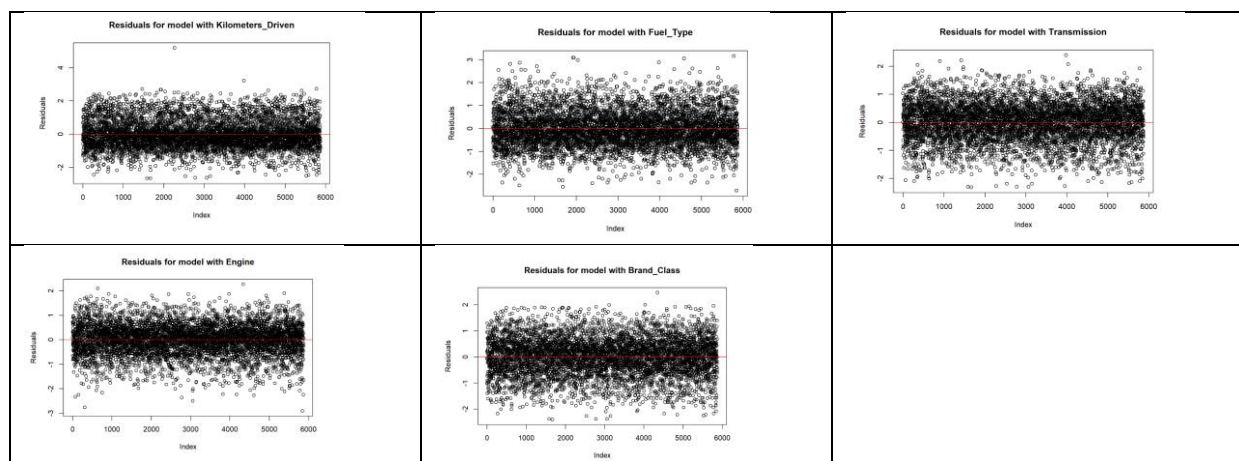 Residuals for model with Kilometers_Driven
Residuals
4
2
0
-2
0 1000 2000 3000 4000 5000 6000
Index
Residuals for model with Fuel_Type
Residuals
3
2
1
0
-1
-2
0 1000 2000 3000 4000 5000 6000
Index
Residuals for model with Transmission
Residuals
2
1
0
-1
-2
0 1000 2000 3000 4000 5000 6000
Index
Residuals for model with Engine
Residuals
2
1
0
-1
-2
-3
0 1000 2000 3000 4000 5000 6000
Index
Residuals for model with Brand_Class
Residuals
2
1
0
-1
-2
0 1000 2000 3000 4000 5000 6000
Index